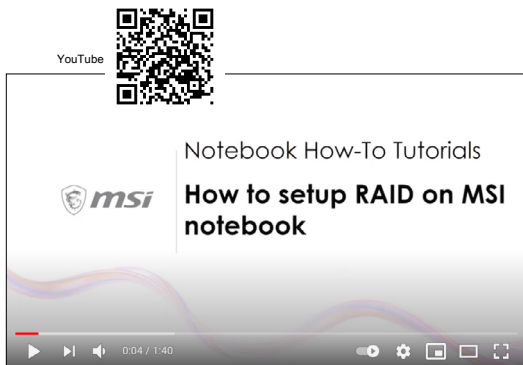 YouTube
Notebook How-To Tutorials
msi
How to setup RAID on MSI
notebook
0:04 / 1:40